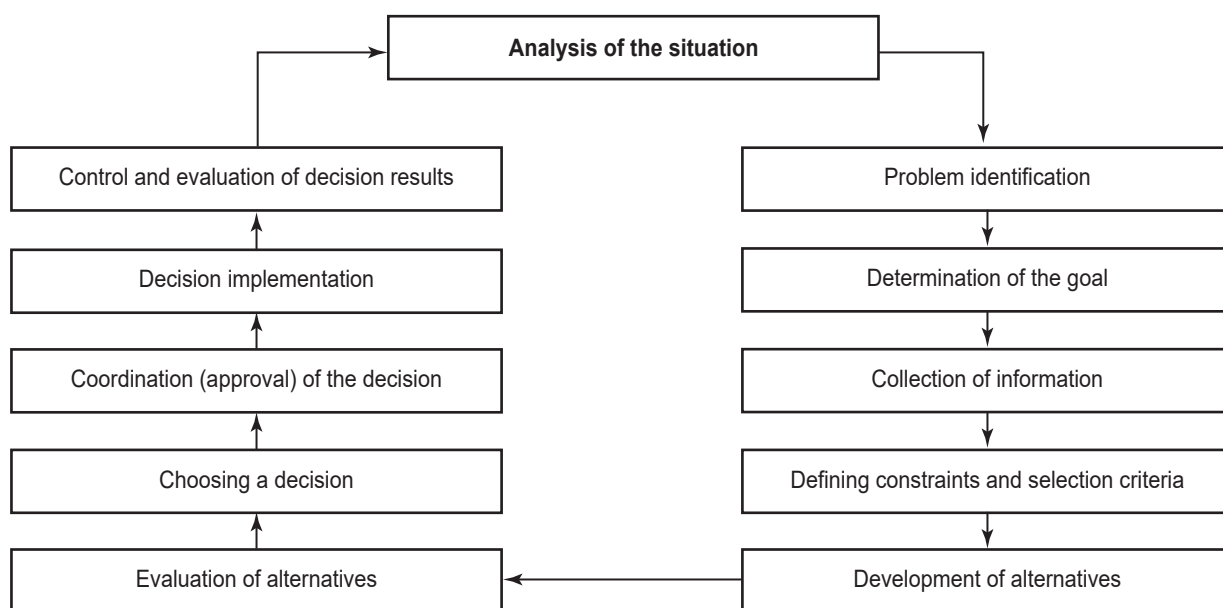 Analysis of the situation
Problem identification
Determination of the goal
Collection of information
Defining constraints and selection criteria
Development of alternatives
Evaluation of alternatives
Choosing a decision
Coordination (approval) of the decision
Decision implementation
Control and evaluation of decision results